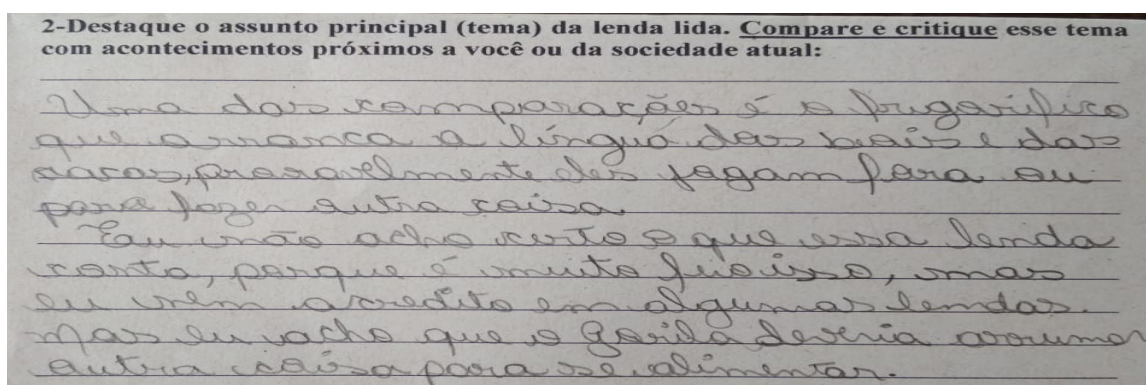 2-Destaque o assunto principal (tema) da lenda lida. Compare e critique esse tema
com acontecimentos próximos a você ou da sociedade atual:
Uma das comparações é o frigorifico
que arranca a língua dos bois e das
vacas, provavelmente eles jogam fora ou
para fazer outra coisa.
Eu não acho certo o que essa lenda
conta, porque é muito feio isso, mas
eu nem acredito em algumas lendas.
Mas eu acho que o Gorila deveria arrumar
outra coisa para se alimentar.